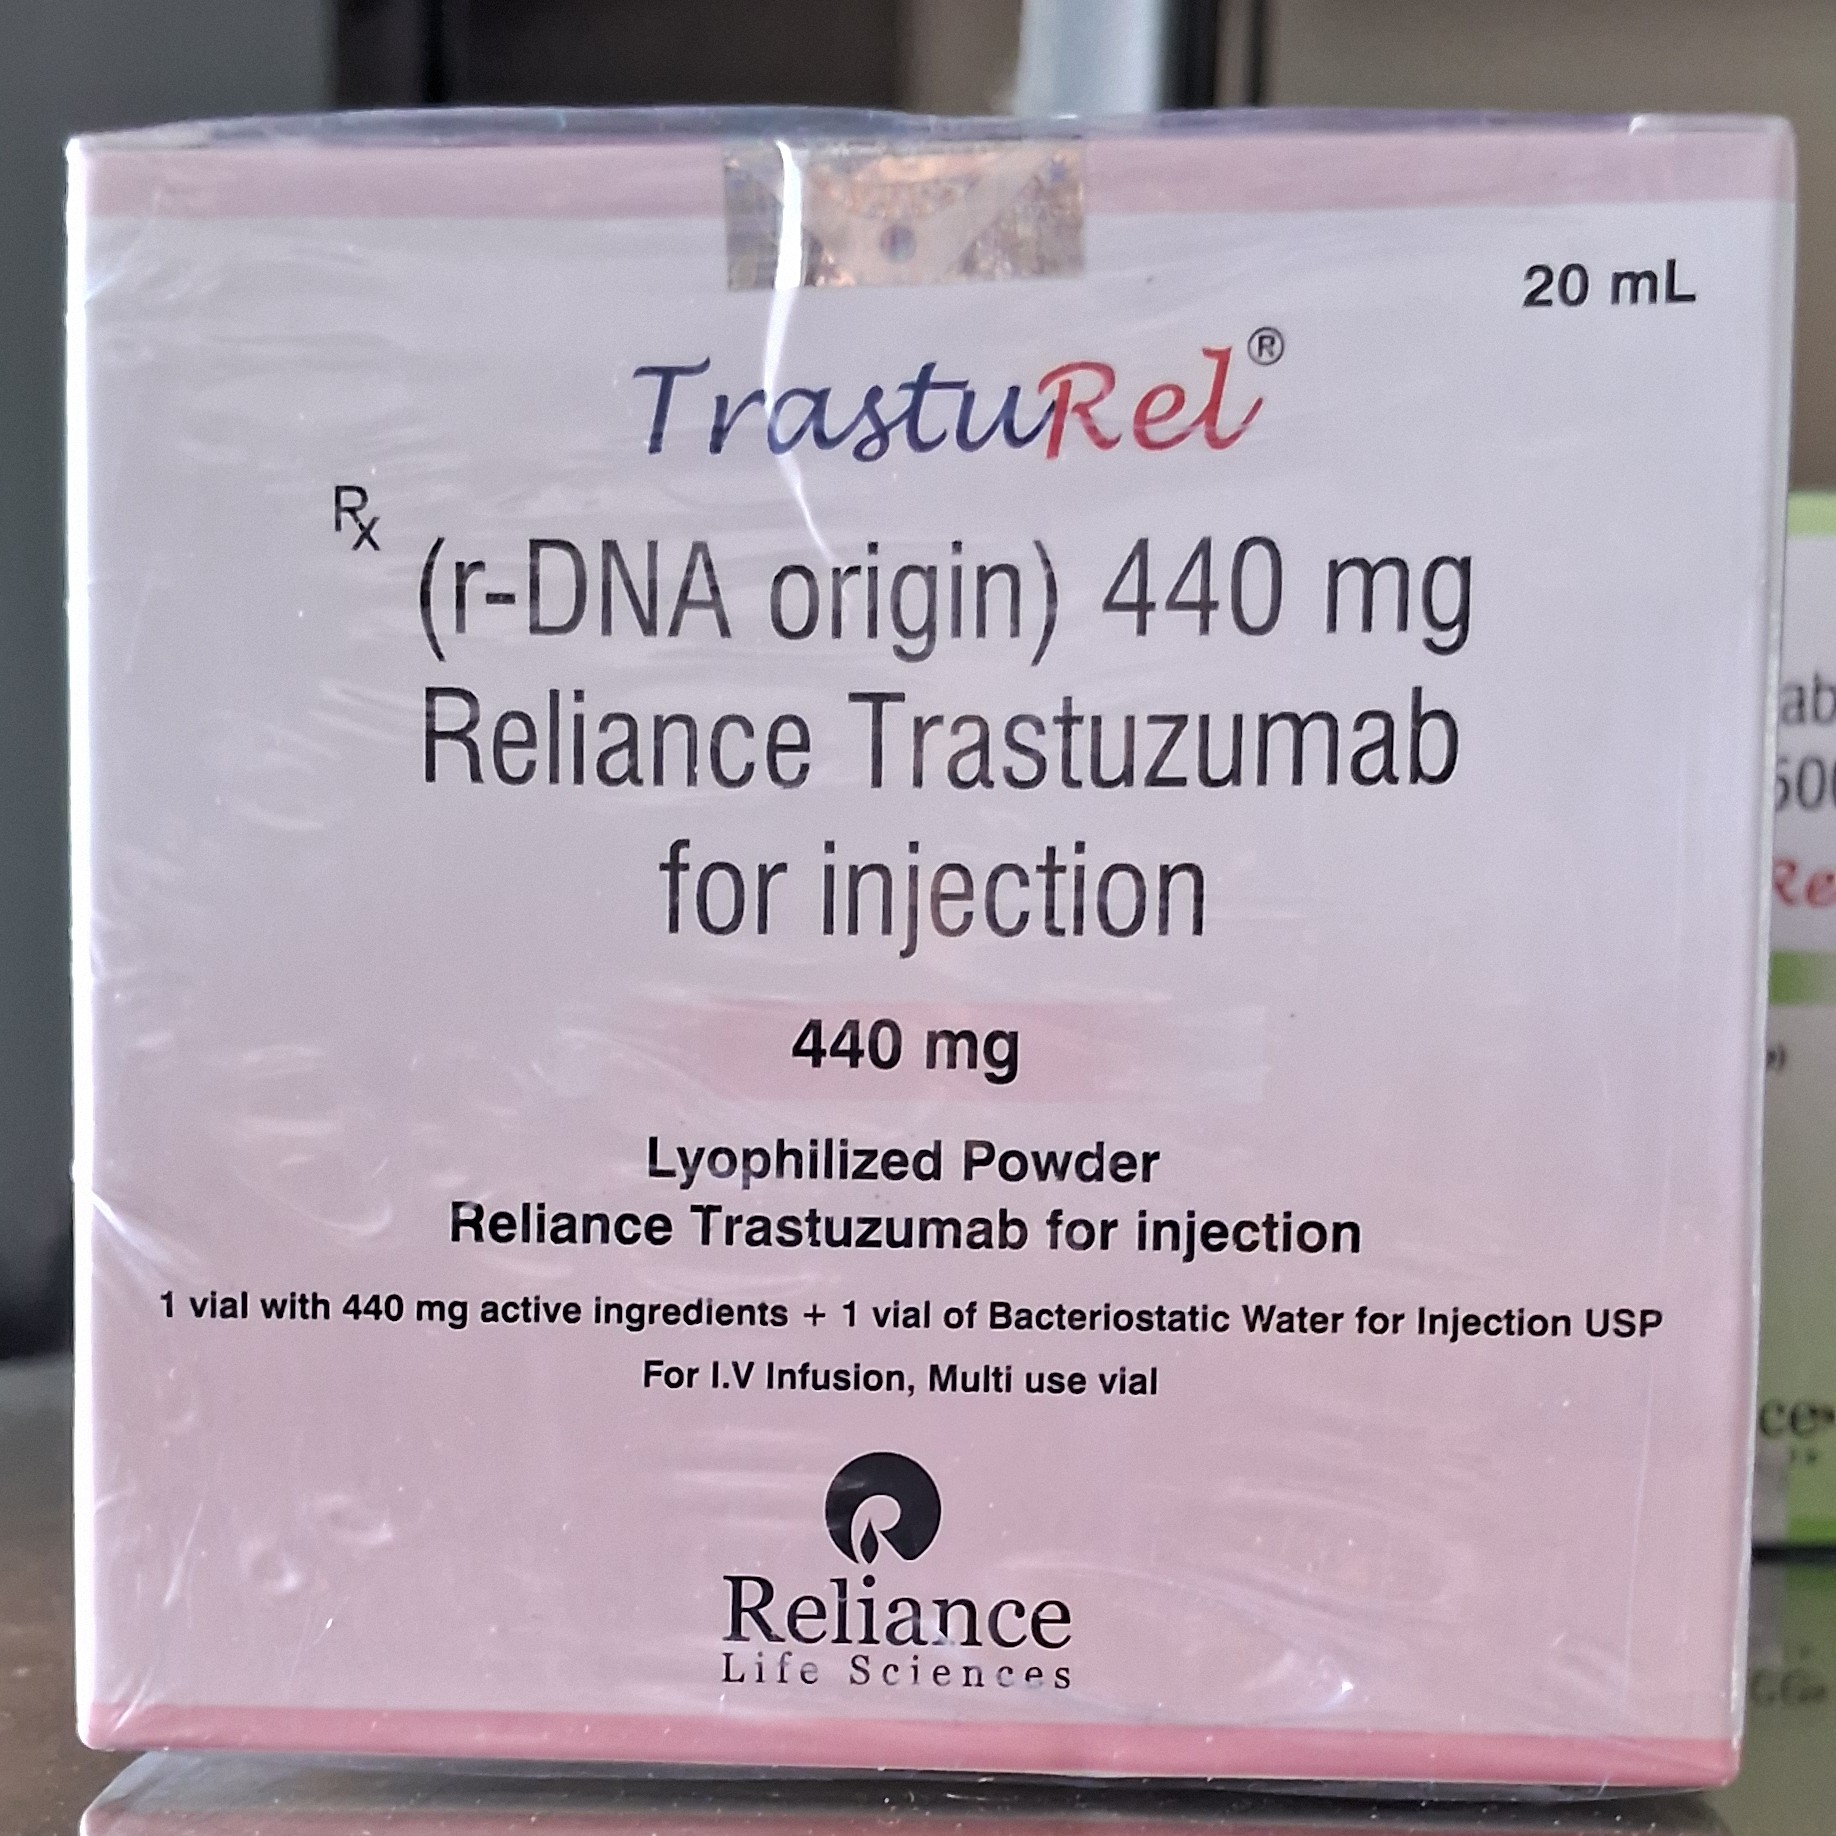 20 mL
TrastuRel®
Rx (r-DNA origin) 440 mg
Reliance Trastuzumab
for injection
440 mg
Lyophilized Powder
Reliance Trastuzumab for injection
1 vial with 440 mg active ingredients + 1 vial of Bacteriostatic Water for Injection USP
For I.V Infusion, Multi use vial
Reliance
Life Sciences